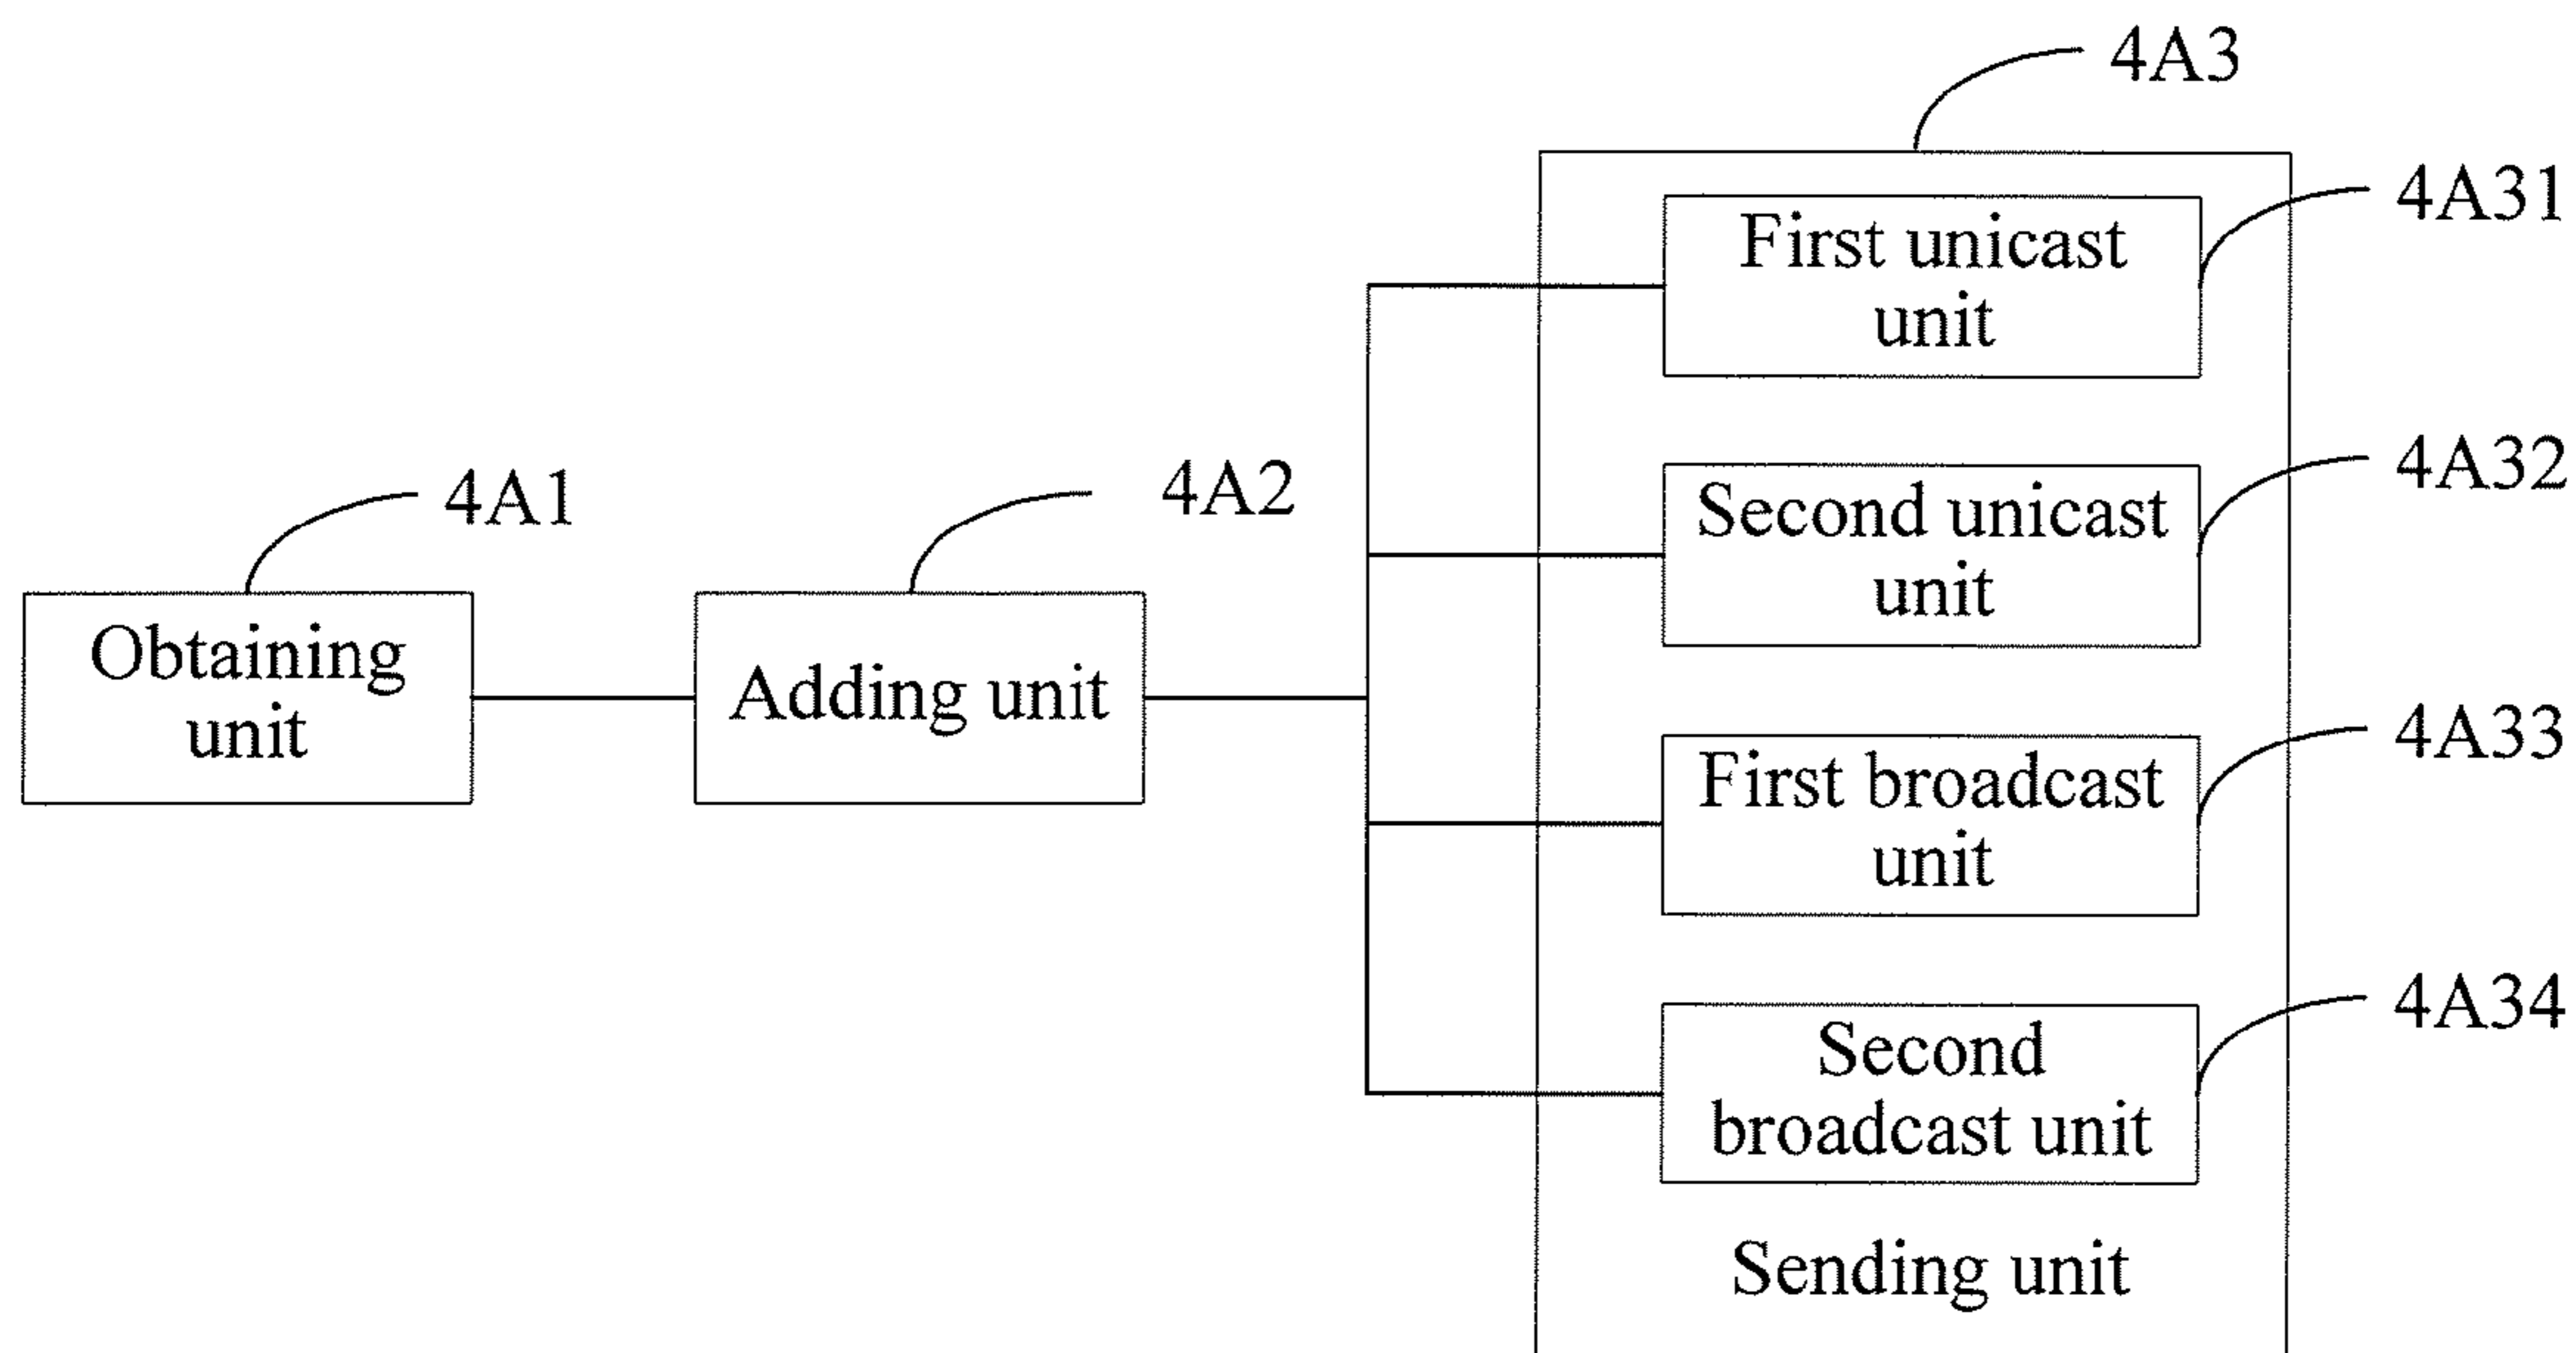 4A3
4A31
First unicast
unit
4A32
Second unicast
unit
4A1
4A2
Obtaining
unit
Adding unit
4A33
First broadcast
unit
4A34
Second
broadcast unit
Sending unit